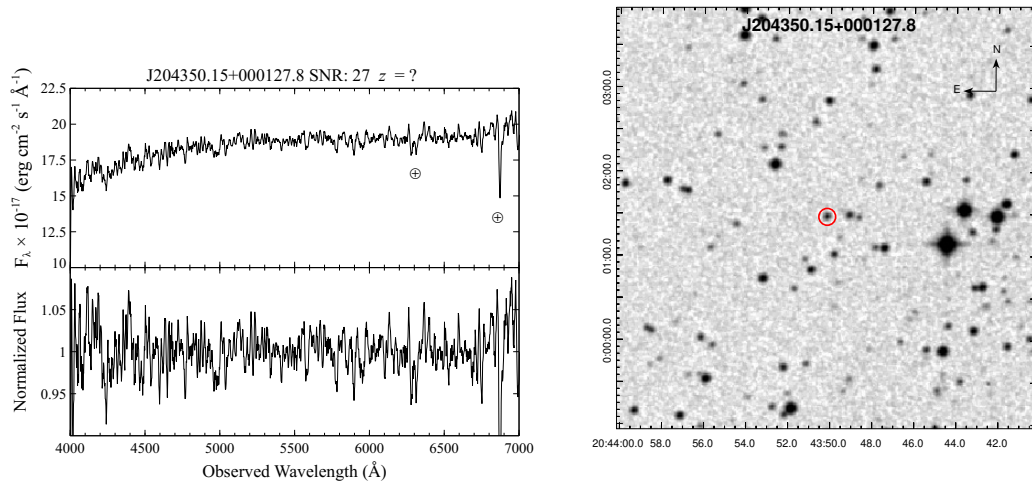 J204350.15+000127.8 SNR: 27 z = ?
22.5
20
17.5
15
12.5
10
F_λ × 10⁻¹⁷ (erg cm⁻² s⁻¹ Å⁻¹)
⊕
⊕
1.05
1
0.95
Normalized Flux
4000 4500 5000 5500 6000 6500 7000
Observed Wavelength (Å)
J204350.15+000127.8
N
E
03:00.0
02:00.0
01:00.0
0:00:00.0
20:44:00.0 58.0 56.0 54.0 52.0 43:50.0 48.0 46.0 44.0 42.0